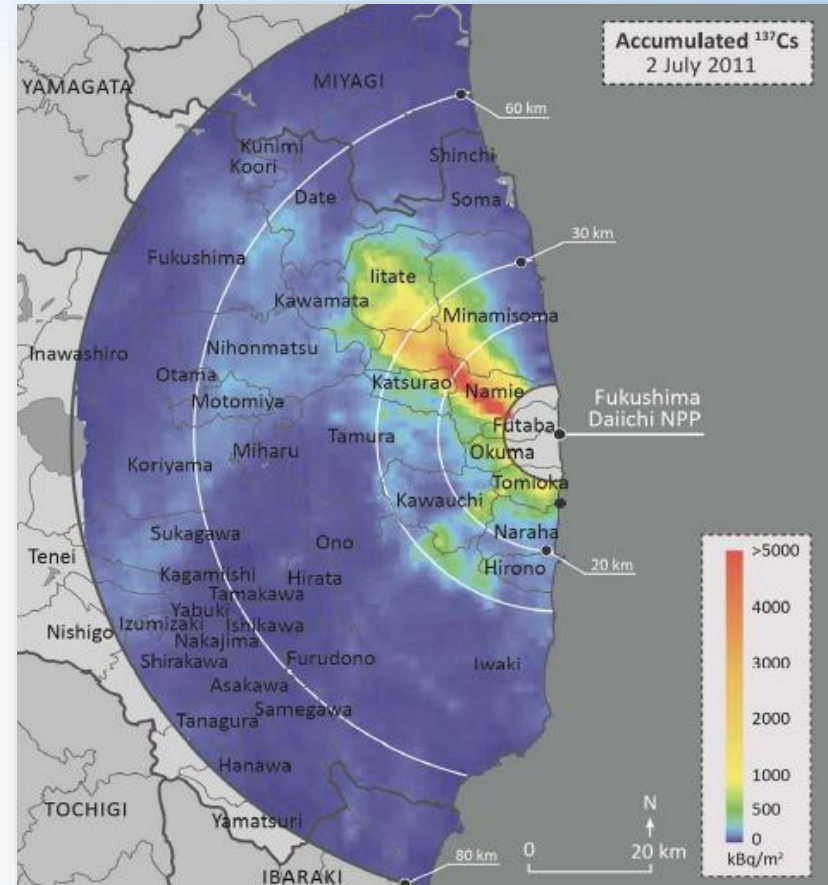 Accumulated ¹³⁷Cs
2 July 2011
YAMAGATA
MIYAGI
60 km
Kunimi
Koori
Shinchi
Date
Soma
30 km
Fukushima
Iitate
Kawamata
Minamisoma
Inawashiro
Nihonmatsu
Otama
Katsurao
Namie
Motomiya
Fukushima
Daiichi NPP
Futaba
Tamura
Miharu
Okuma
Koriyama
Tomioka
Kawauchi
Sukagawa
Naraha
Ono
Tenei
Hirono
20 km
Kagamiishi
Hirata
Tamakawa
Yabuki
Izumizaki
Ishikawa
Nishigo
Nakajima
Shirakawa
Furudono
Iwaki
Asakawa
Samegawa
Tanagura
Hanawa
TOCHIGI
Yamatsuri
IBARAKI
80 km
N
0
20 km
>5000
4000
3000
2000
1000
500
0
kBq/m²